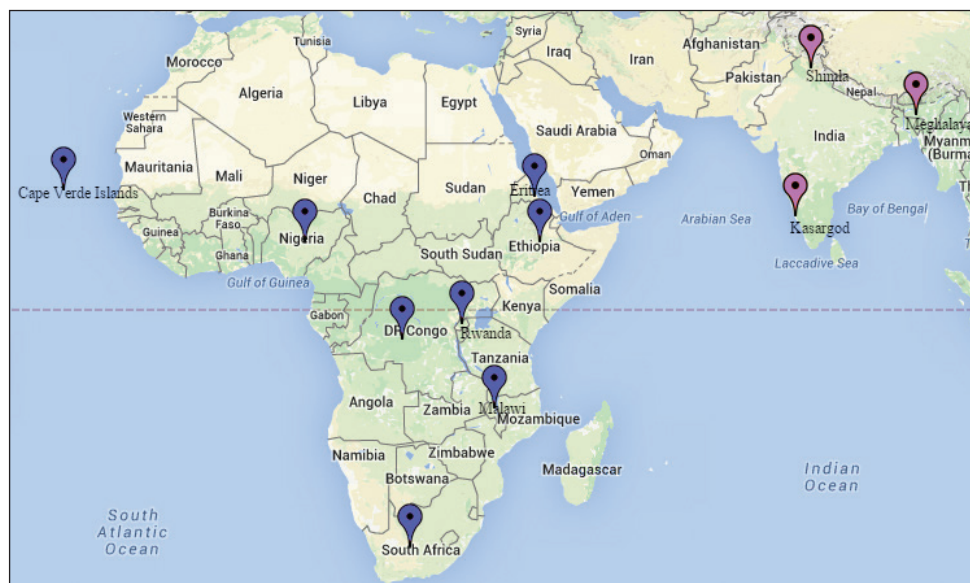 Tunisia
Syria
Afghanistan
Morocco
Iraq
Iran
Shimla
Algeria
Libya
Egypt
Pakistan
Nepal
Western
Sahara
Saudi Arabia
India
Meghalaya
Myanm
(Burma
Mauritania
Mali
Niger
Oman
Cape Verde Islands
Chad
Sudan
Eritrea
Yemen
Burkina
Faso
Gulf of Aden
Arabian Sea
Bay of Bengal
Guinea
Nigeria
Ethiopia
Kasargod
Ghana
South Sudan
Laccadive Sea
Gulf of Guinea
Somalia
Kenya
Gabon
DR Congo
Rwanda
Tanzania
Angola
Zambia
Malawi
Mozambique
Namibia
Zimbabwe
Madagascar
Indian
Ocean
Botswana
South
Atlantic
Ocean
South Africa